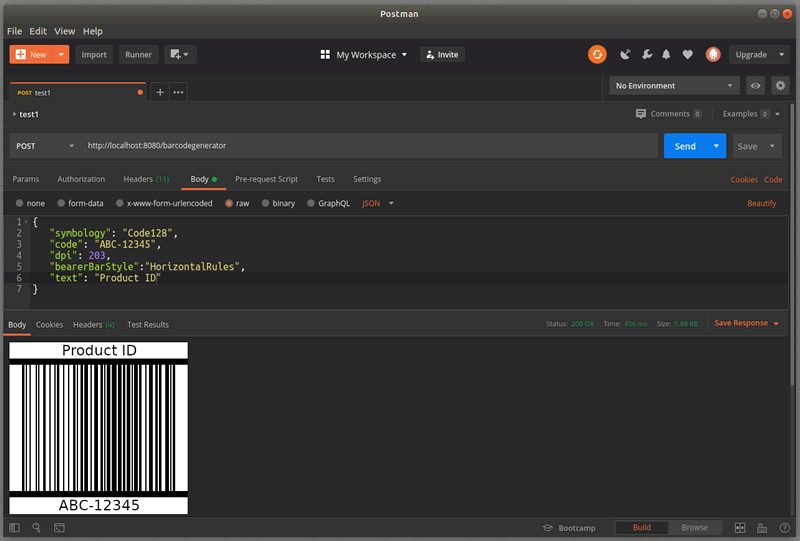 Postman
File Edit View Help
New Import Runner My Workspace Invite Upgrade
POST test1 No Environment
test1 Comments 0 Examples 0
POST http://localhost:8080/barcodegenerator Send Save
Params Authorization Headers (11) Body Pre-request Script Tests Settings Cookies Code
none form-data x-www-form-urlencoded raw binary GraphQL JSON Beautify
1 {
2 "symbology": "Code128",
3 "code": "ABC-12345",
4 "dpi": 203,
5 "bearerBarStyle":"HorizontalRules",
6 "text": "Product ID"
7 }
Body Cookies Headers (4) Test Results Status: 200 OK Time: 456 ms Size: 5.88 KB Save Response
Product ID
ABC-12345
Bootcamp Build Browse